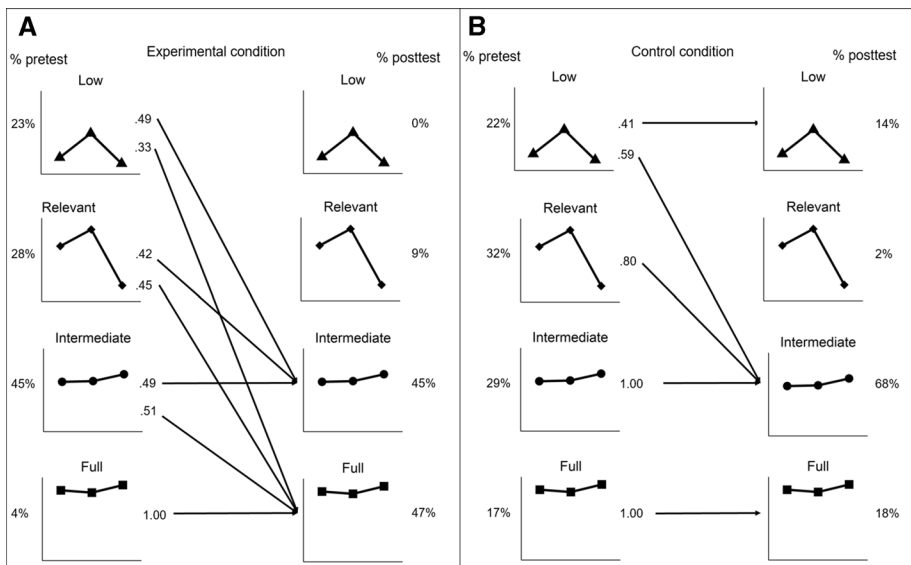 A
Experimental condition
% pretest
% posttest
Low
Low
23%
.49
.33
0%
Relevant
Relevant
28%
.42
.45
9%
Intermediate
Intermediate
45%
.49
.51
45%
Full
Full
4%
1.00
47%
B
Control condition
% pretest
% posttest
Low
Low
22%
.41
.59
14%
Relevant
Relevant
32%
.80
2%
Intermediate
Intermediate
29%
1.00
68%
Full
Full
17%
1.00
18%